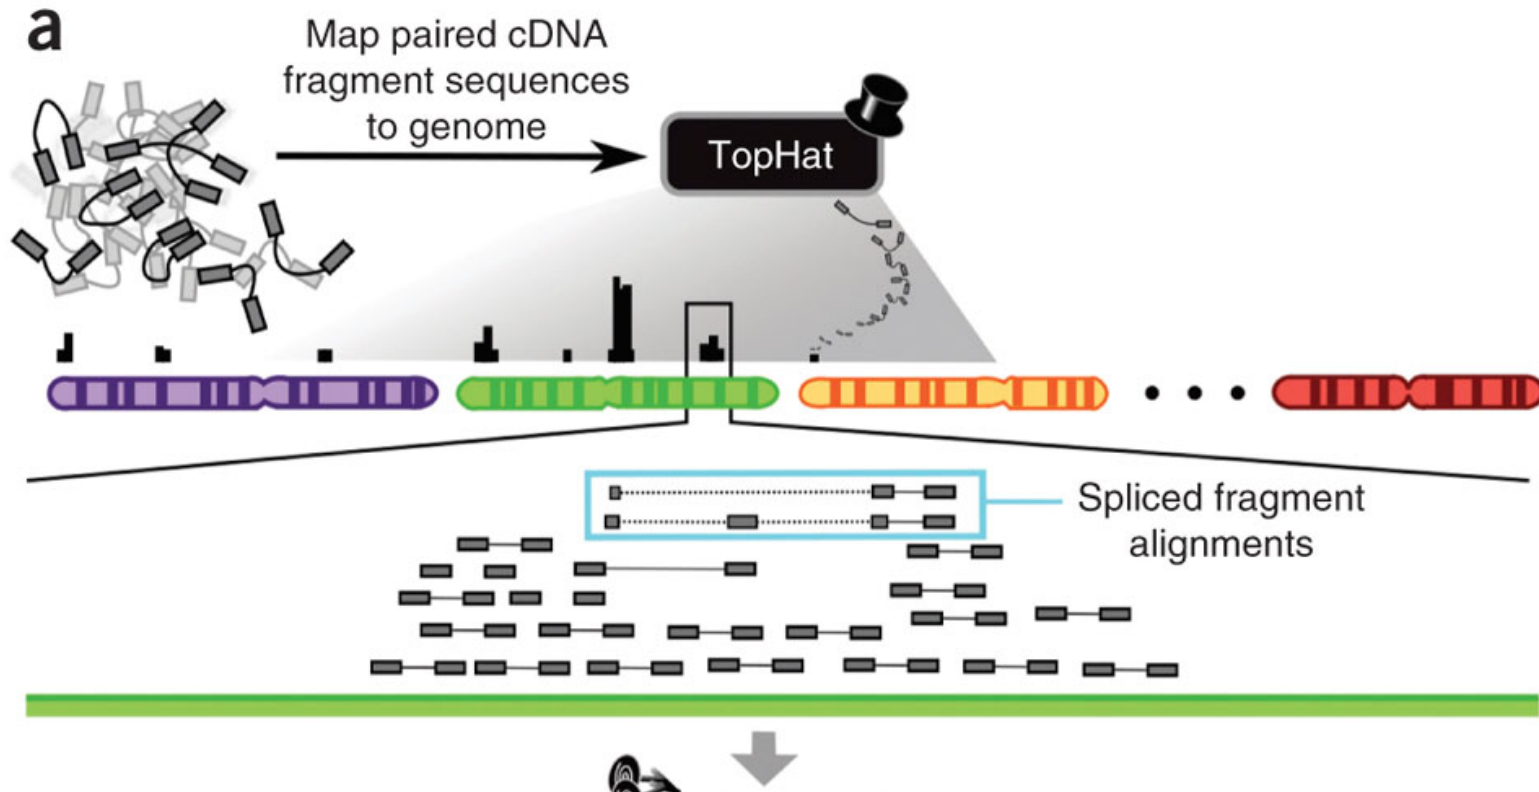 a
Map paired cDNA
fragment sequences
to genome
TopHat
Spliced fragment
alignments